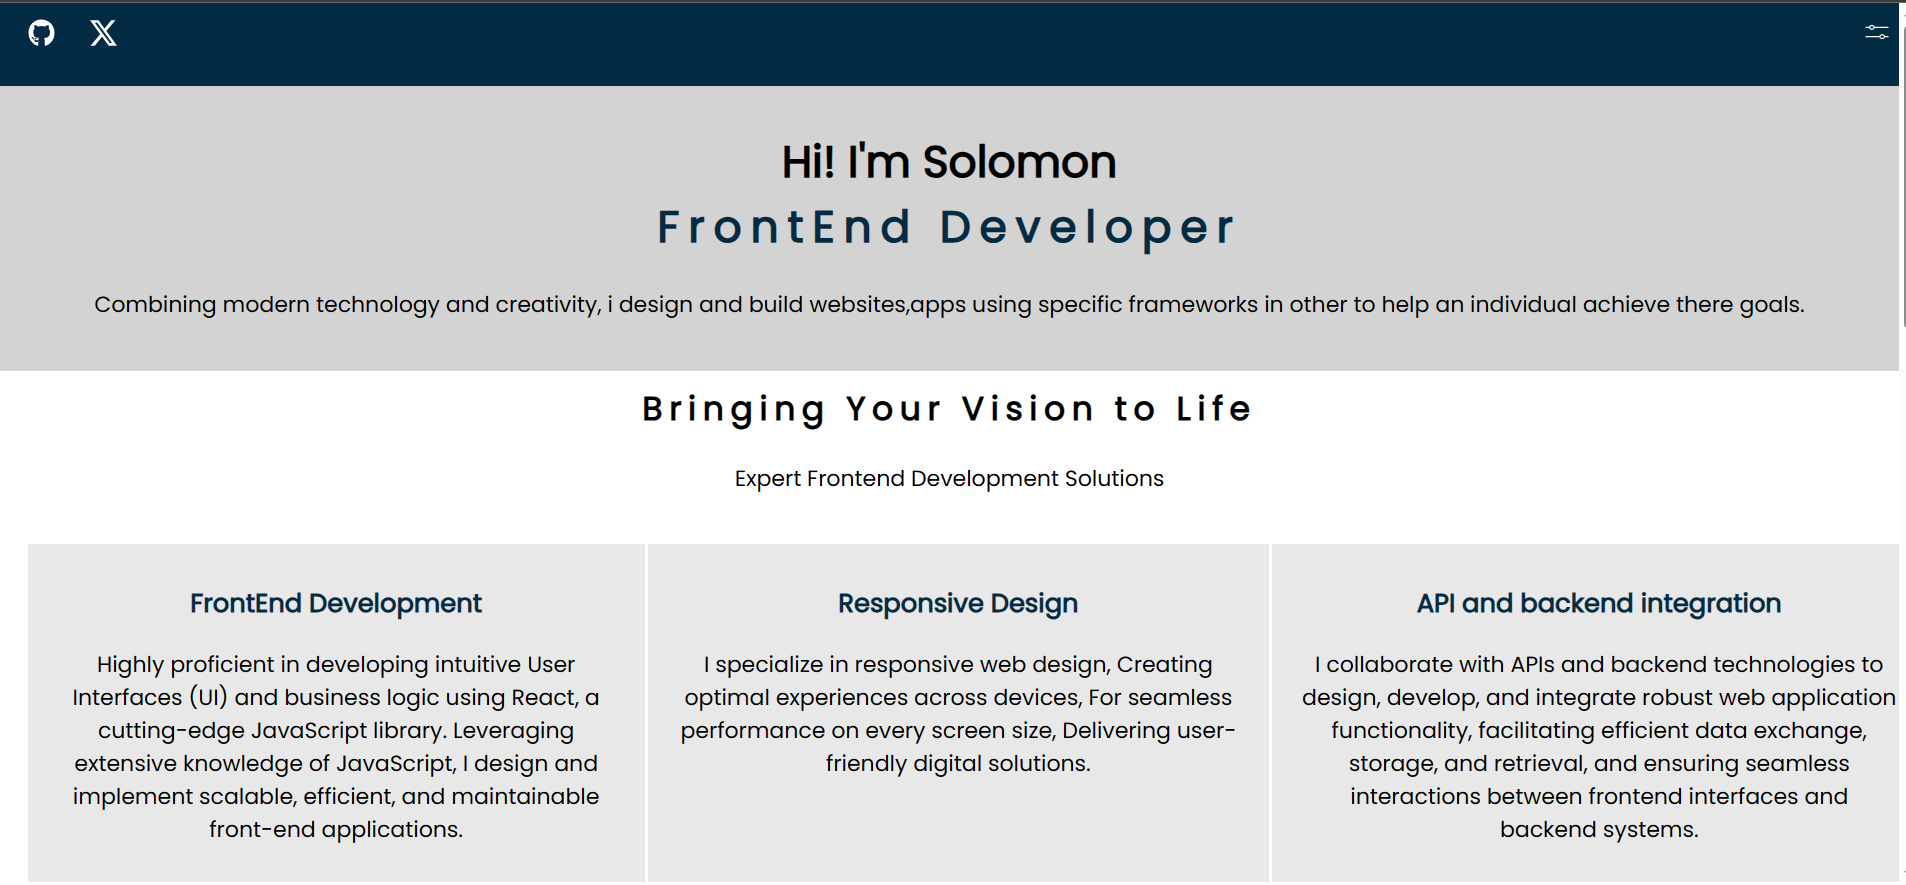 Hi! I'm Solomon
FrontEnd Developer
Combining modern technology and creativity, i design and build websites,apps using specific frameworks in other to help an individual achieve there goals.
Bringing Your Vision to Life
Expert Frontend Development Solutions
FrontEnd Development
Highly proficient in developing intuitive User
Interfaces (UI) and business logic using React, a
cutting-edge JavaScript library. Leveraging
extensive knowledge of JavaScript, I design and
implement scalable, efficient, and maintainable
front-end applications.
Responsive Design
I specialize in responsive web design, Creating
optimal experiences across devices, For seamless
performance on every screen size, Delivering user-
friendly digital solutions.
API and backend integration
I collaborate with APIs and backend technologies to
design, develop, and integrate robust web application
functionality, facilitating efficient data exchange,
storage, and retrieval, and ensuring seamless
interactions between frontend interfaces and
backend systems.